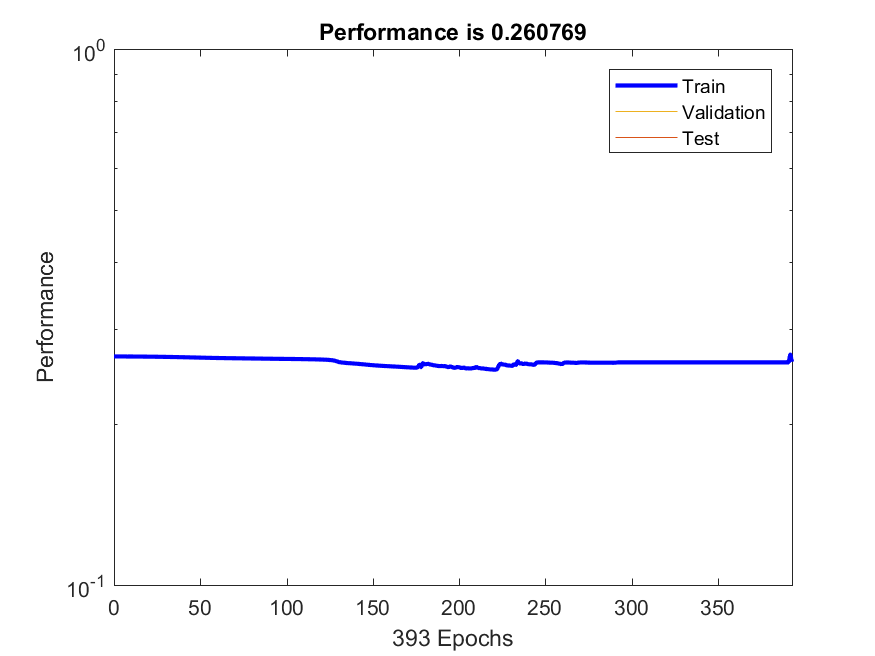 Performance is 0.260769
10^0
Train
Validation
Test
Performance
10^-1
0 50 100 150 200 250 300 350
393 Epochs